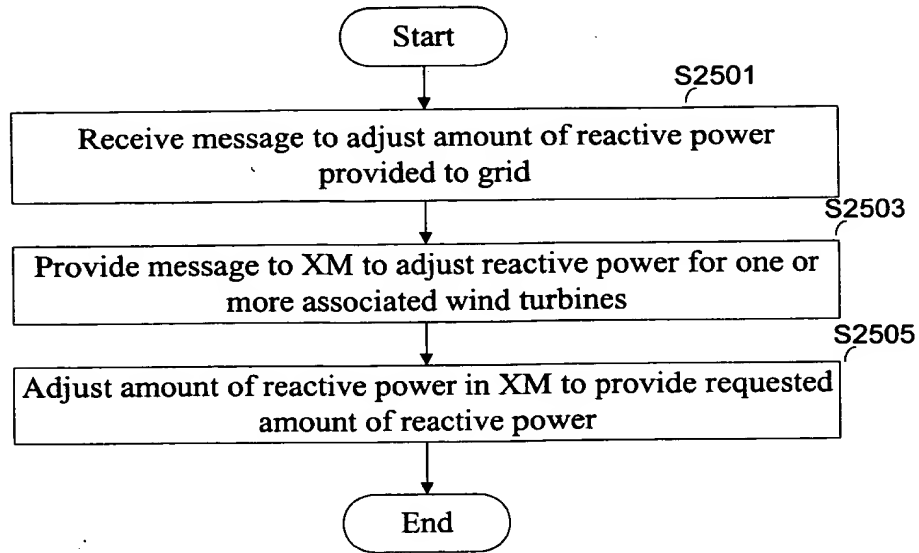 Start
S2501
Receive message to adjust amount of reactive power
provided to grid
S2503
Provide message to XM to adjust reactive power for one or
more associated wind turbines
S2505
Adjust amount of reactive power in XM to provide requested
amount of reactive power
End